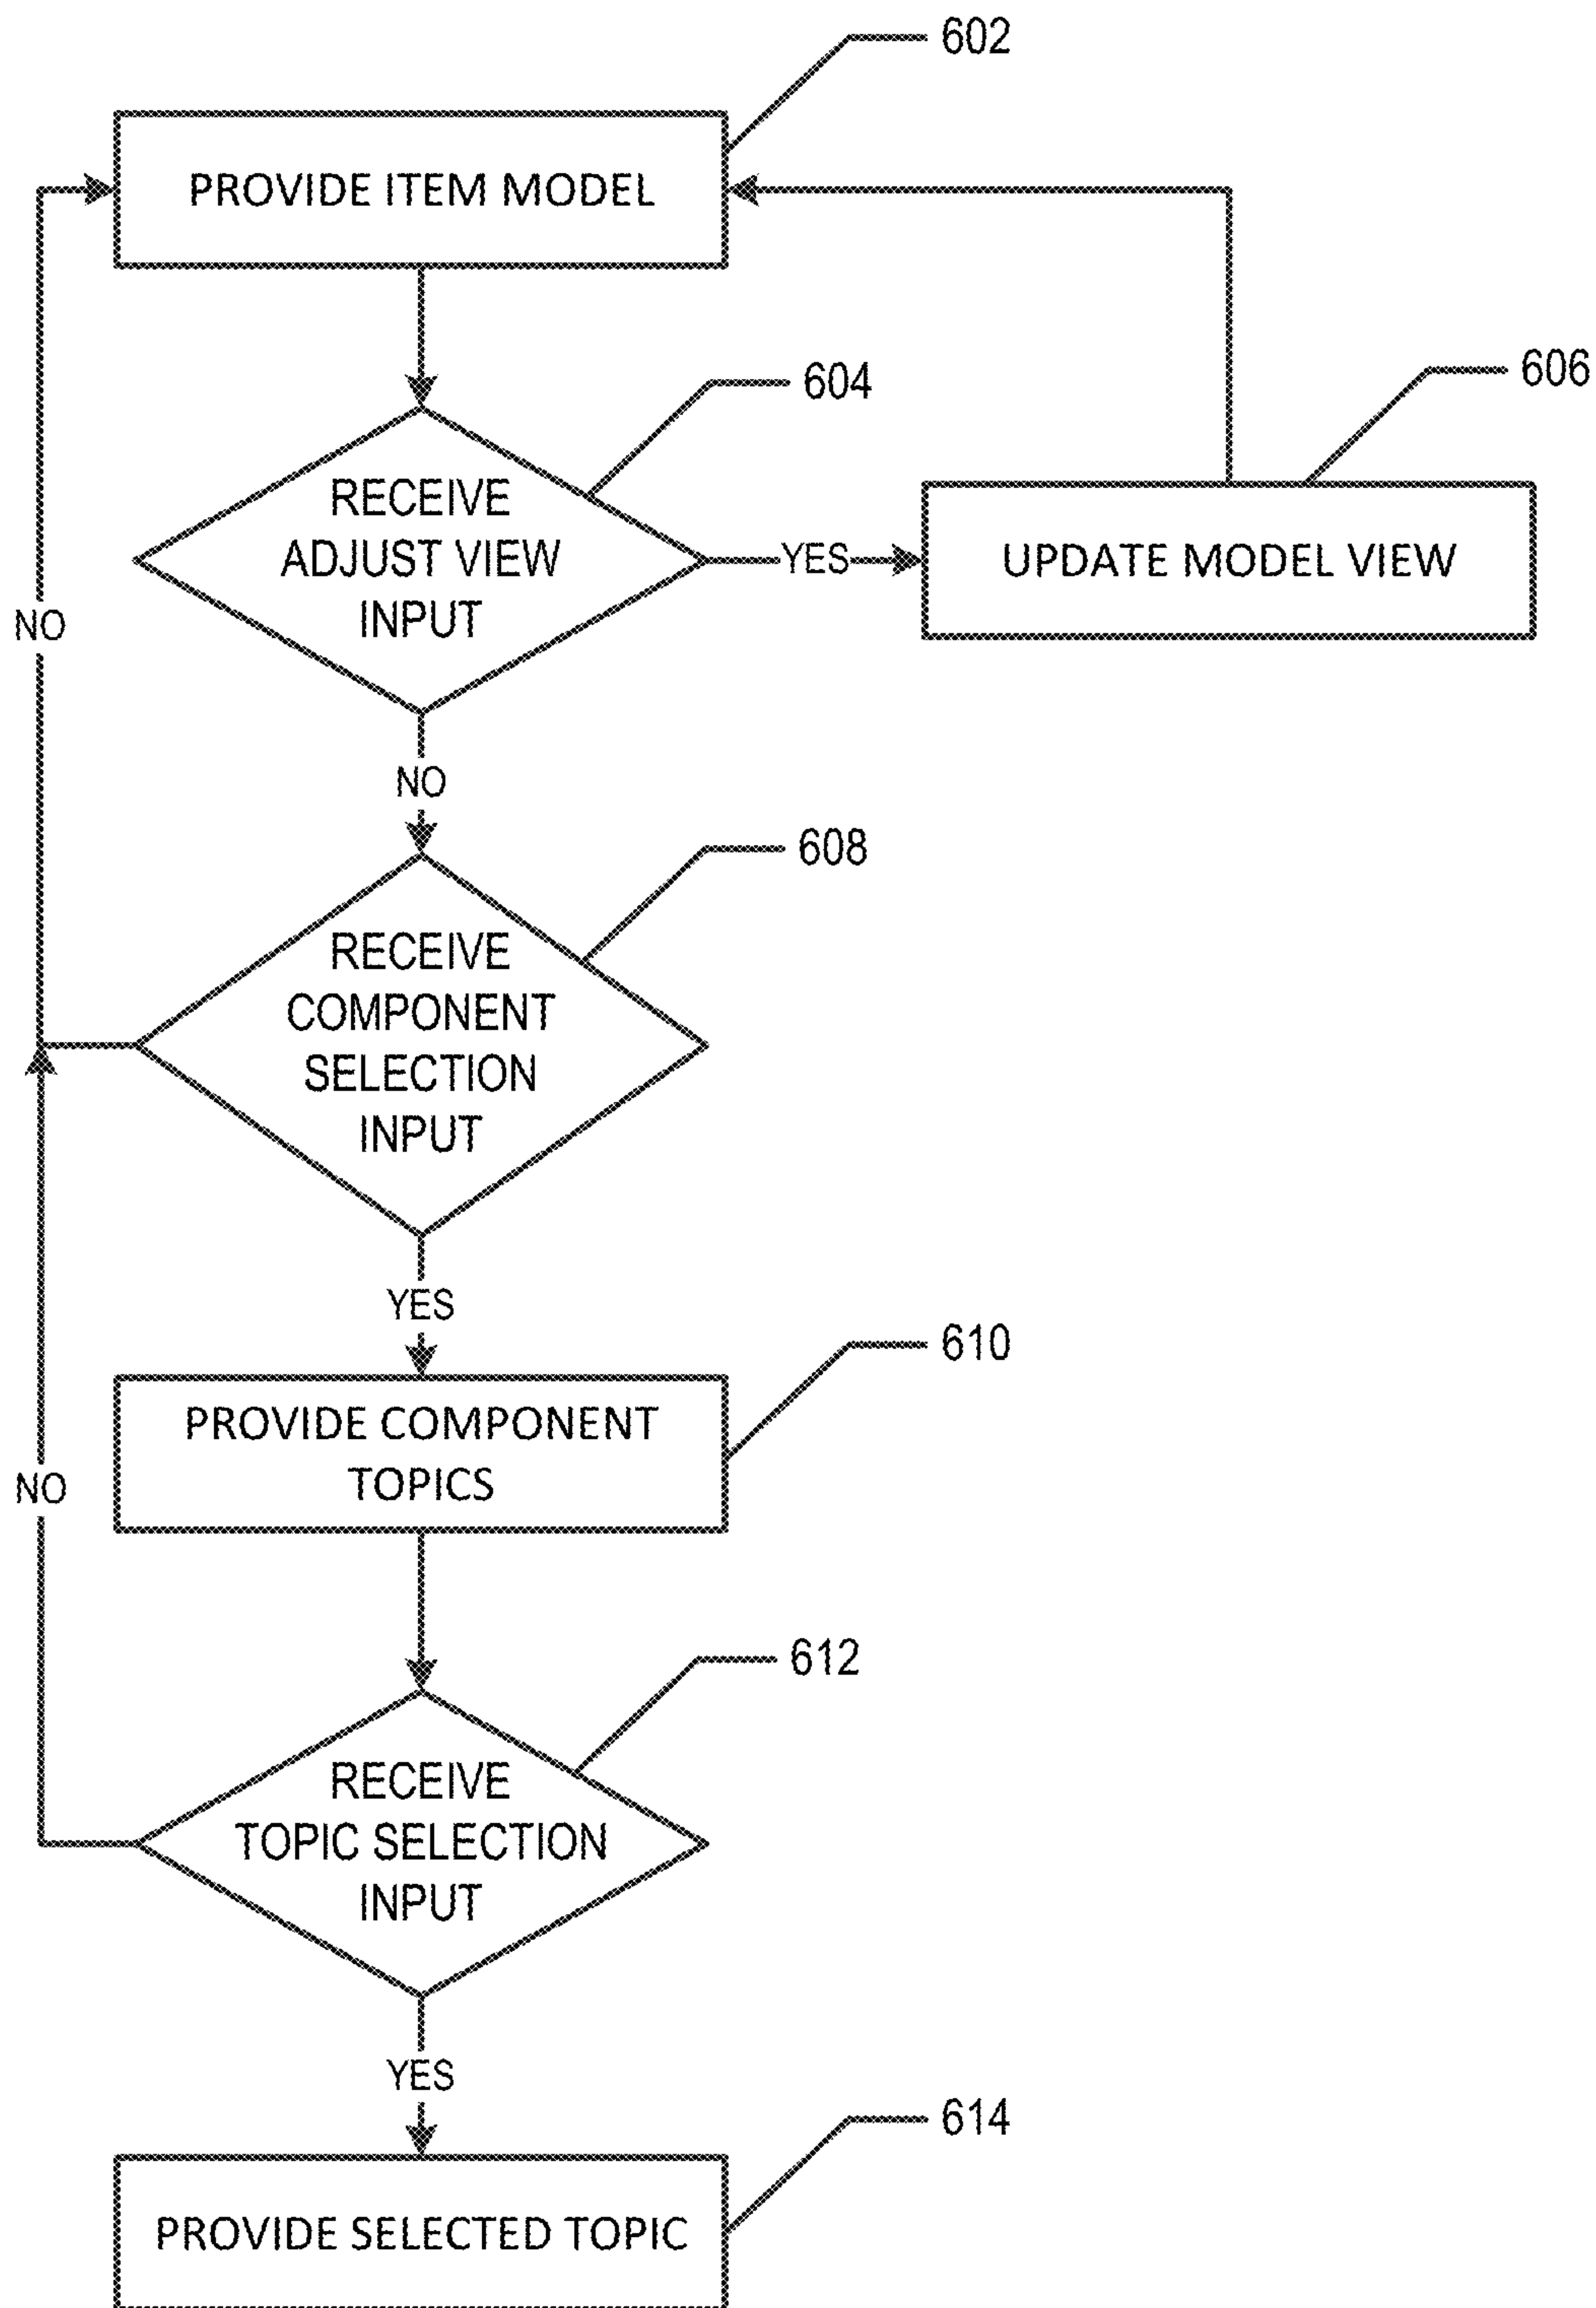 602
PROVIDE ITEM MODEL
604
606
RECEIVE
ADJUST VIEW
INPUT
YES
UPDATE MODEL VIEW
NO
NO
608
RECEIVE
COMPONENT
SELECTION
INPUT
YES
610
PROVIDE COMPONENT
TOPICS
NO
612
RECEIVE
TOPIC SELECTION
INPUT
YES
614
PROVIDE SELECTED TOPIC